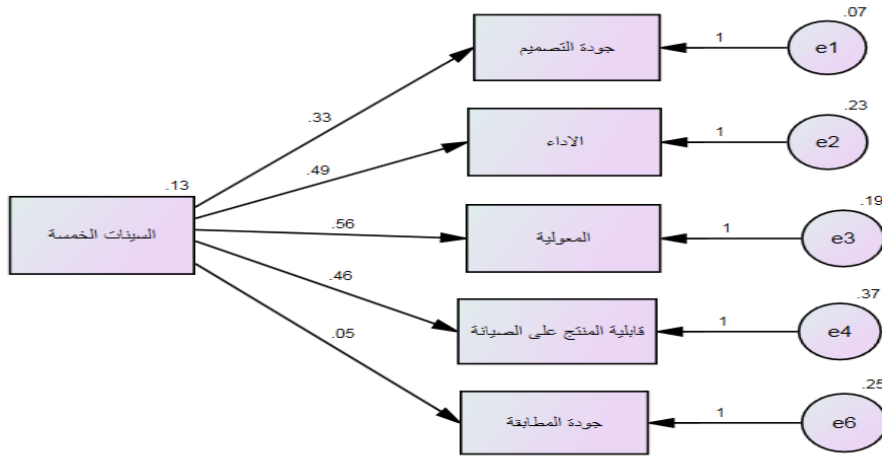 .07
جودة التصميم
1
e1
.33
.23
الاداء
1
e2
.49
.13
السينات الخمسة
.19
المعولية
1
e3
.56
.37
قابلية المنتج على الصيانة
1
e4
.46
.25
جودة المطابقة
1
e6
.05